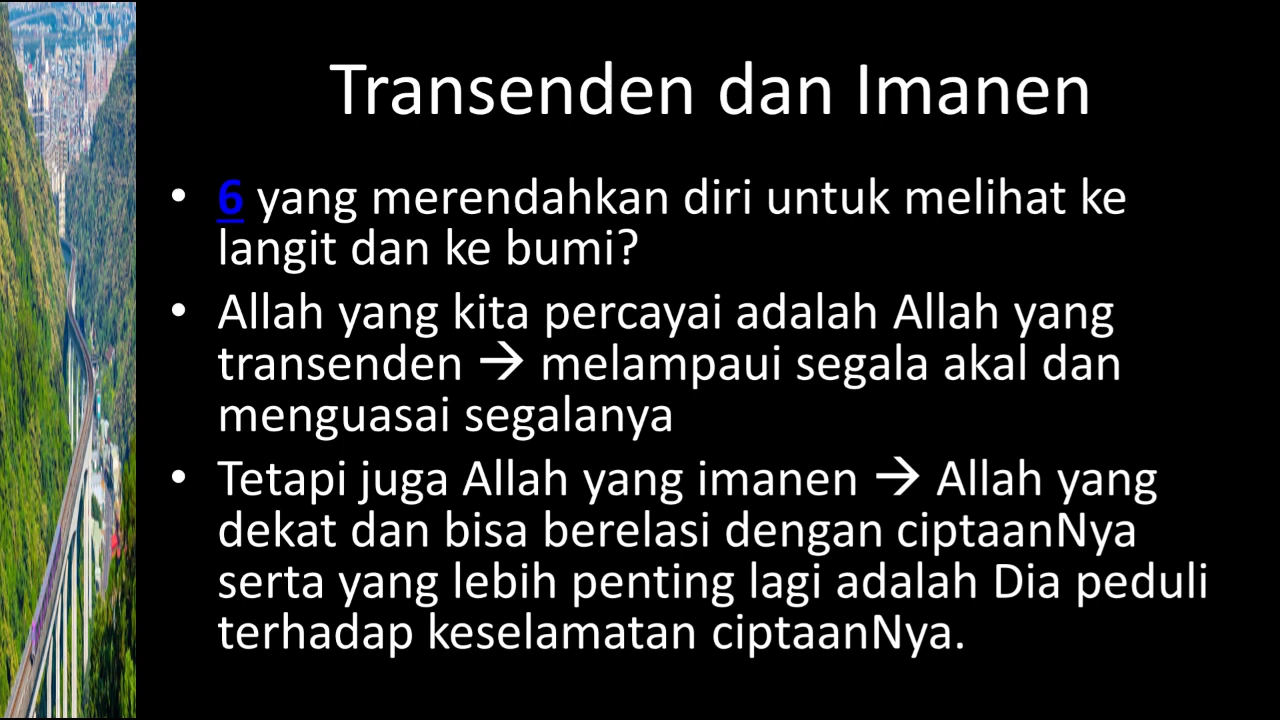 Transenden dan Imanen
• 6 yang merendahkan diri untuk melihat ke
langit dan ke bumi?
• Allah yang kita percayai adalah Allah yang
transenden → melampaui segala akal dan
menguasai segalanya
• Tetapi juga Allah yang imanen → Allah yang
dekat dan bisa berelasi dengan ciptaanNya
serta yang lebih penting lagi adalah Dia peduli
terhadap keselamatan ciptaanNya.